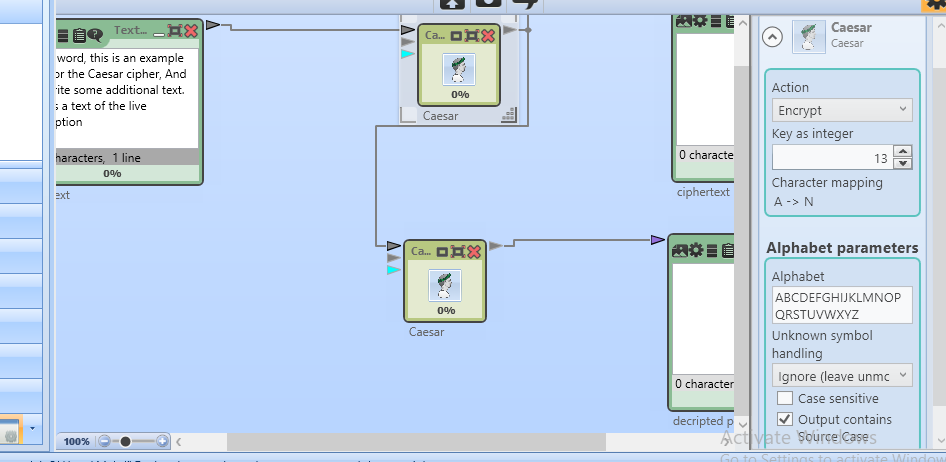 Text...
word, this is an example
or the Caesar cipher, And
rite some additional text.
s a text of the live
ption
haracters, 1 line
0%
ext
Ca...
0%
Caesar
Ca...
0%
Caesar
0 characte
ciphertext
0 character
decripted p
100%
Caesar
Caesar
Action
Encrypt
Key as integer
13
Character mapping
A -> N
Alphabet parameters
Alphabet
ABCDEFGHIJKLMNOP
QRSTUVWXYZ
Unknown symbol
handling
Ignore (leave unmc
Case sensitive
Output contains
Source Case
Activate Windows
Go to Settings to activate Window